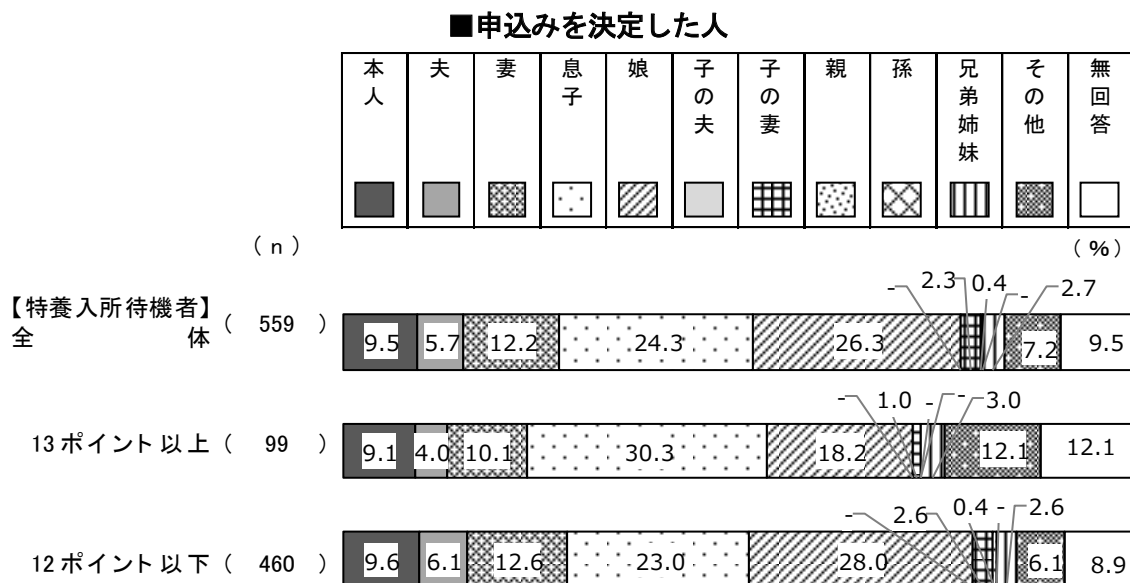 ■申込みを決定した人
本人 夫 妻 息子 娘 子の夫 子の妻 親 孫 兄弟姉妹 その他 無回答
(n) (%)
【特養入所待機者】
全体 ( 559 ) 9.5 5.7 12.2 24.3 26.3 - 2.3 0.4 - 2.7 7.2 9.5
13ポイント以上 ( 99 ) 9.1 4.0 10.1 30.3 18.2 - 1.0 - - 3.0 12.1 12.1
12ポイント以下 ( 460 ) 9.6 6.1 12.6 23.0 28.0 - 2.6 0.4 - 2.6 6.1 8.9